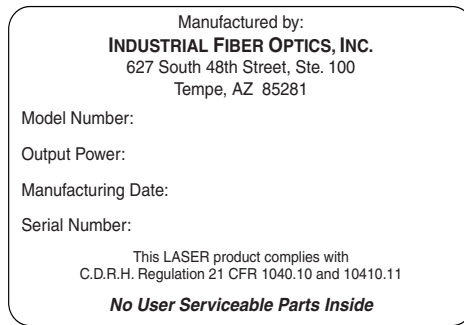 Manufactured by:
INDUSTRIAL FIBER OPTICS, INC.
627 South 48th Street, Ste. 100
Tempe, AZ 85281
Model Number:
Output Power:
Manufacturing Date:
Serial Number:
This LASER product complies with
C.D.R.H. Regulation 21 CFR 1040.10 and 10410.11
No User Serviceable Parts Inside